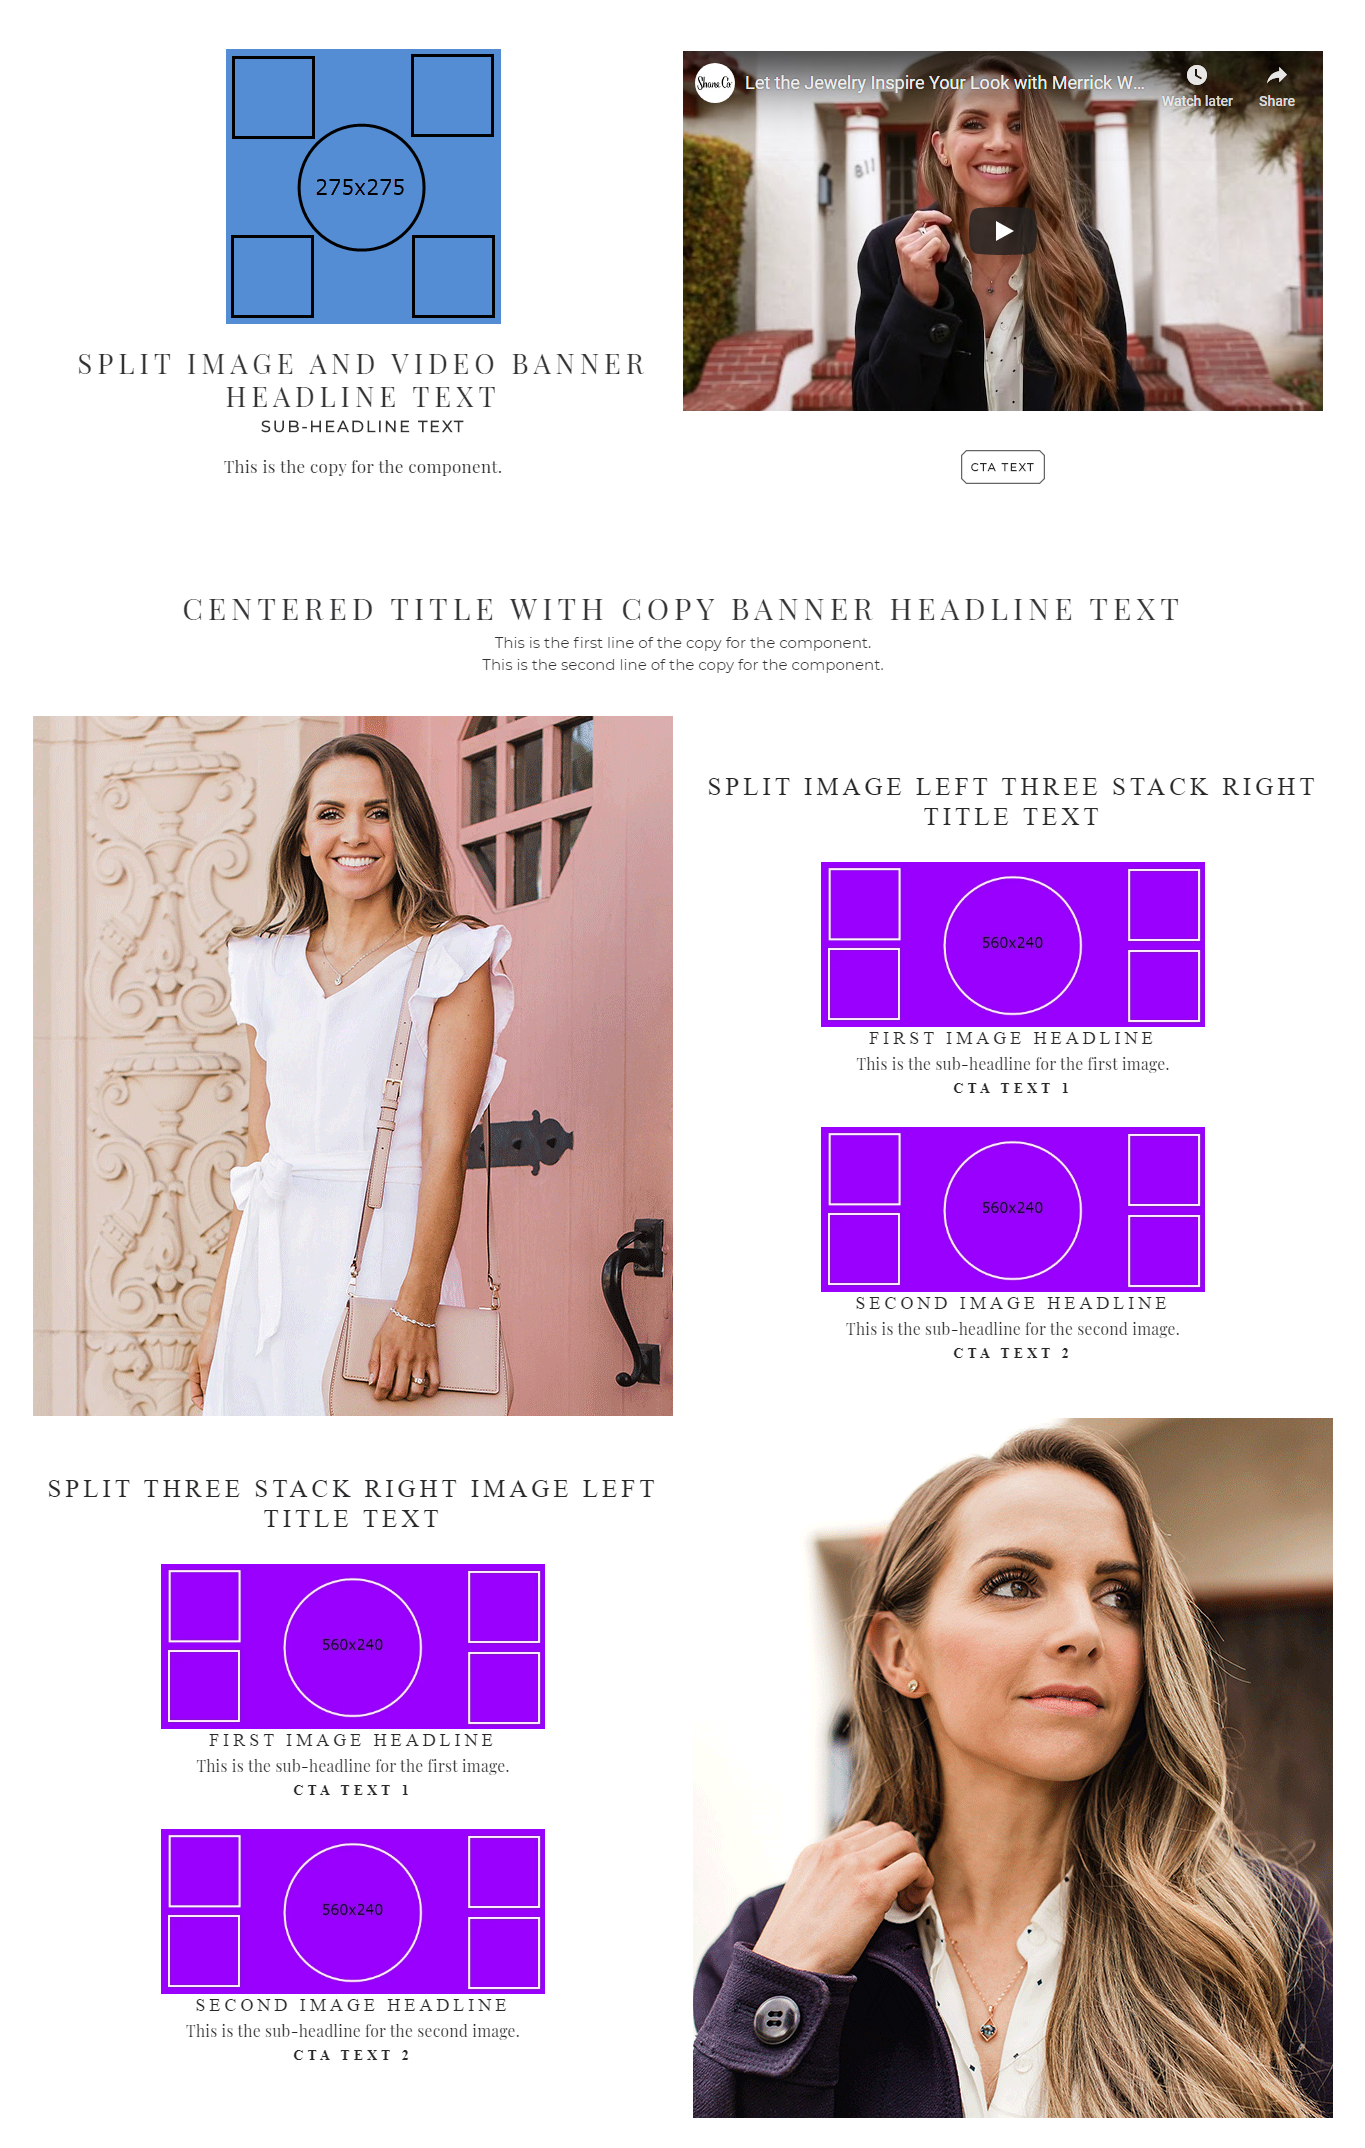 275x275
SPLIT IMAGE AND VIDEO BANNER
HEADLINE TEXT
SUB-HEADLINE TEXT
This is the copy for the component.
Shane Co
Let the Jewelry Inspire Your Look with Merrick W...
Watch later
Share
811
CTA TEXT
CENTERED TITLE WITH COPY BANNER HEADLINE TEXT
This is the first line of the copy for the component.
This is the second line of the copy for the component.
SPLIT IMAGE LEFT THREE STACK RIGHT
TITLE TEXT
560x240
FIRST IMAGE HEADLINE
This is the sub-headline for the first image.
CTA TEXT 1
560x240
SECOND IMAGE HEADLINE
This is the sub-headline for the second image.
CTA TEXT 2
SPLIT THREE STACK RIGHT IMAGE LEFT
TITLE TEXT
560x240
FIRST IMAGE HEADLINE
This is the sub-headline for the first image.
CTA TEXT 1
560x240
SECOND IMAGE HEADLINE
This is the sub-headline for the second image.
CTA TEXT 2